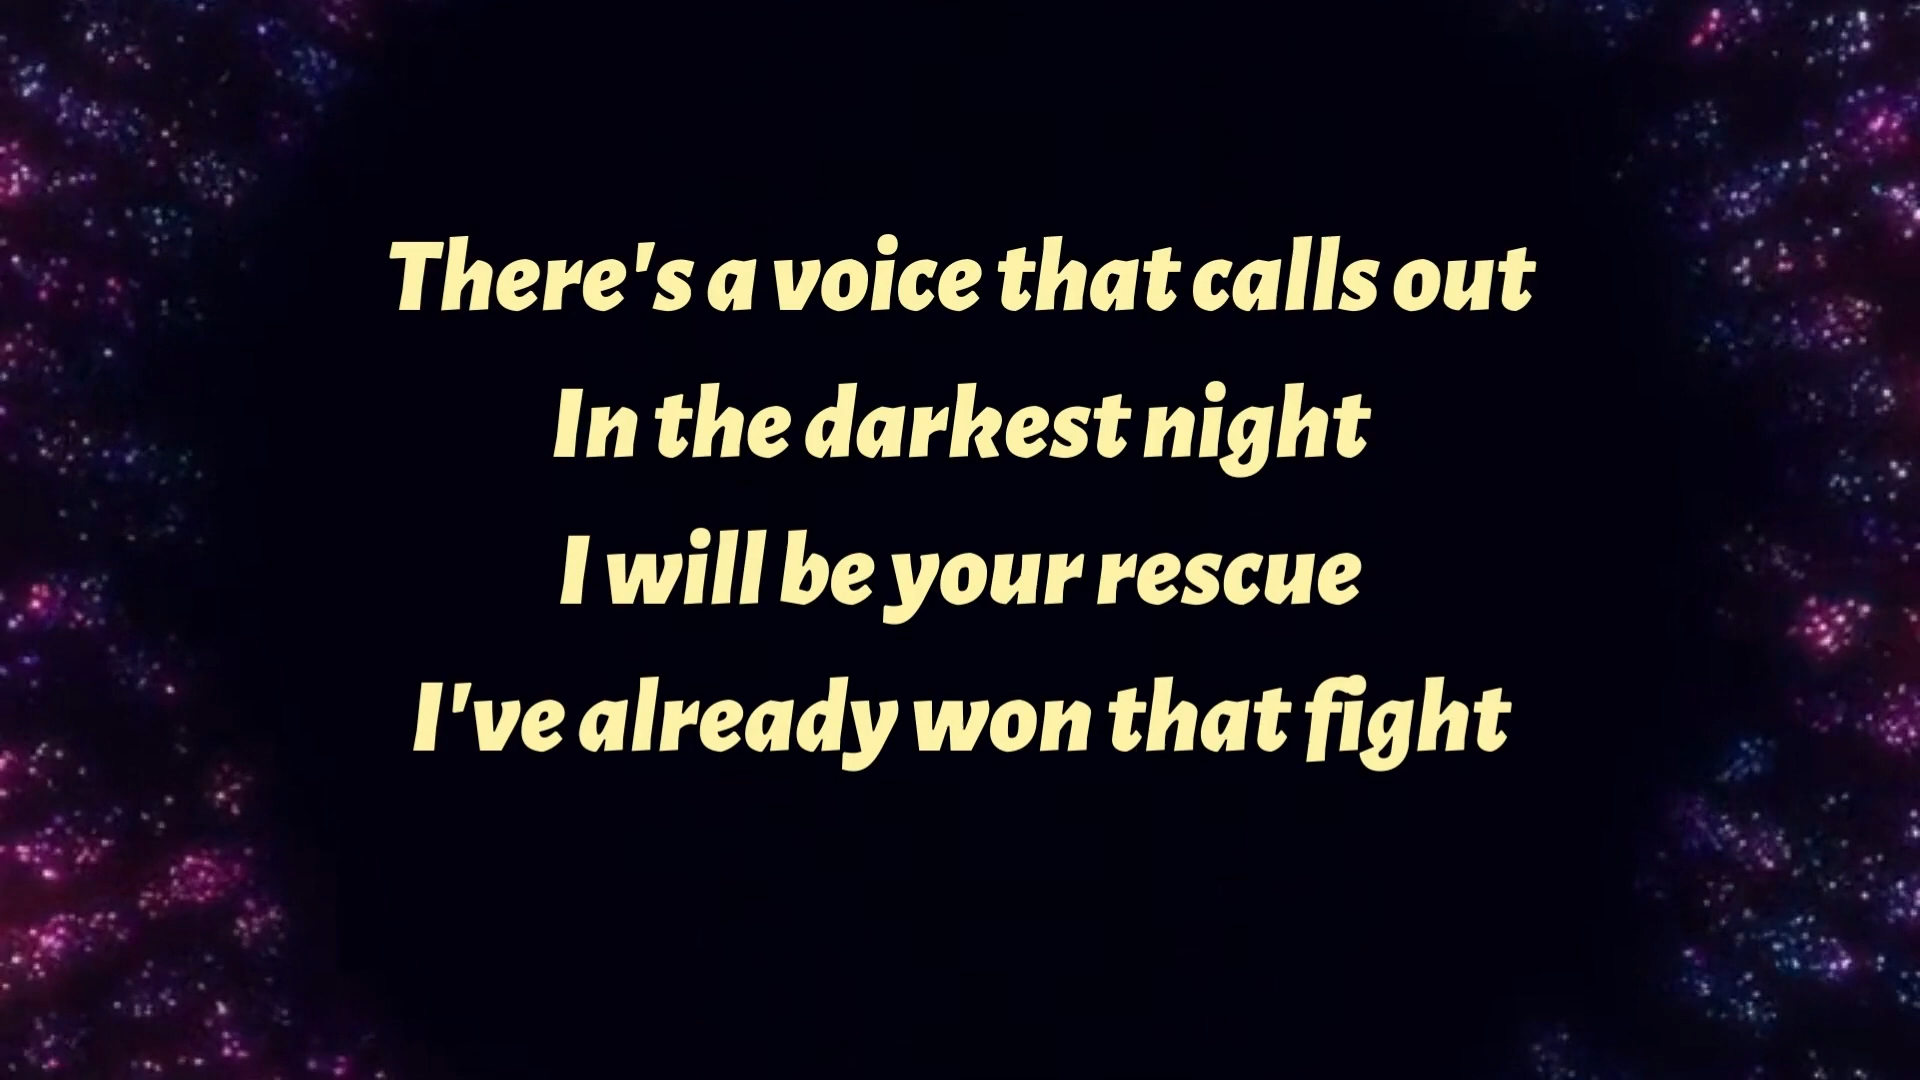 There's a voice that calls out
In the darkest night
I will be your rescue
I've already won that fight